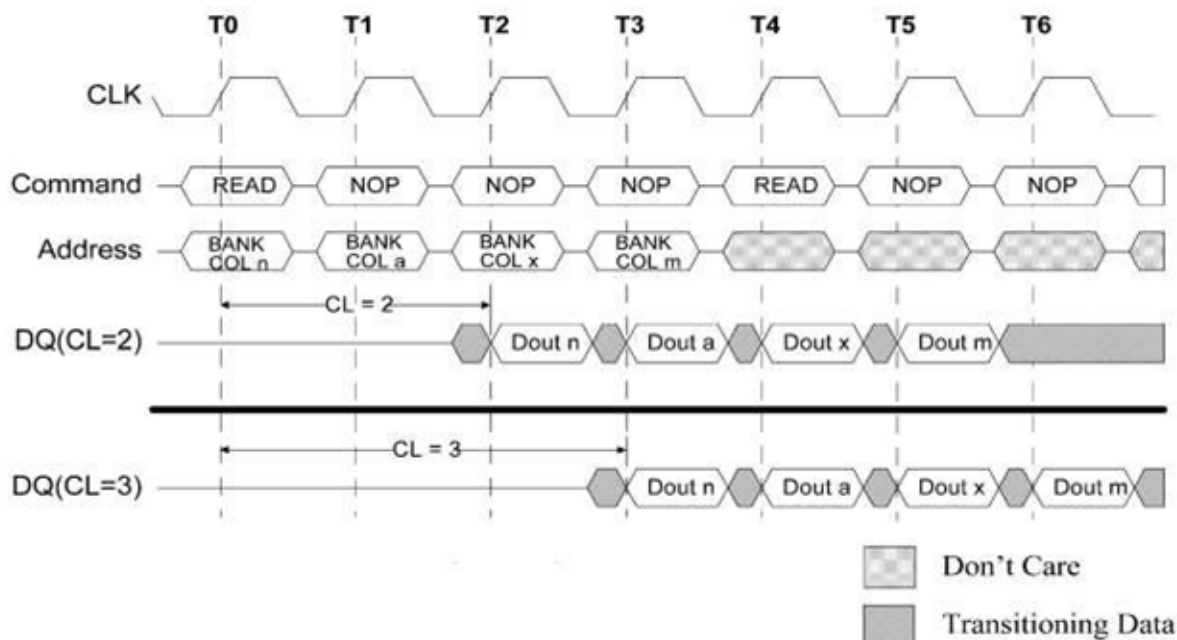 T0 T1 T2 T3 T4 T5 T6
CLK
Command READ NOP NOP NOP READ NOP NOP
Address BANK COL n BANK COL a BANK COL x BANK COL m
CL = 2
DQ(CL=2) Dout n Dout a Dout x Dout m
CL = 3
DQ(CL=3) Dout n Dout a Dout x Dout m
Don't Care
Transitioning Data